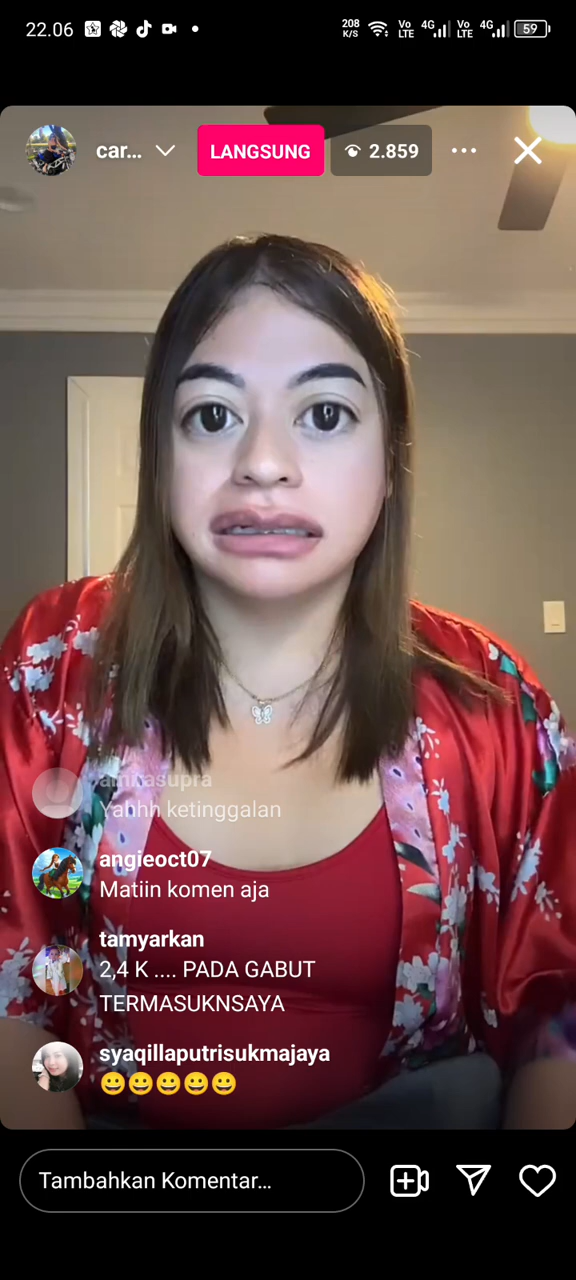 22.06
208
K/S
Vo
LTE
4G
Vo
LTE
4G
59
car...
LANGSUNG
2.859
amitasupra
Yahhh ketinggalan
angieoct07
Matiin komen aja
tamyarkan
2,4 K .... PADA GABUT
TERMASUKNSAYA
syaqillaputrisukmajaya
😀😀😀😀😀
Tambahkan Komentar...